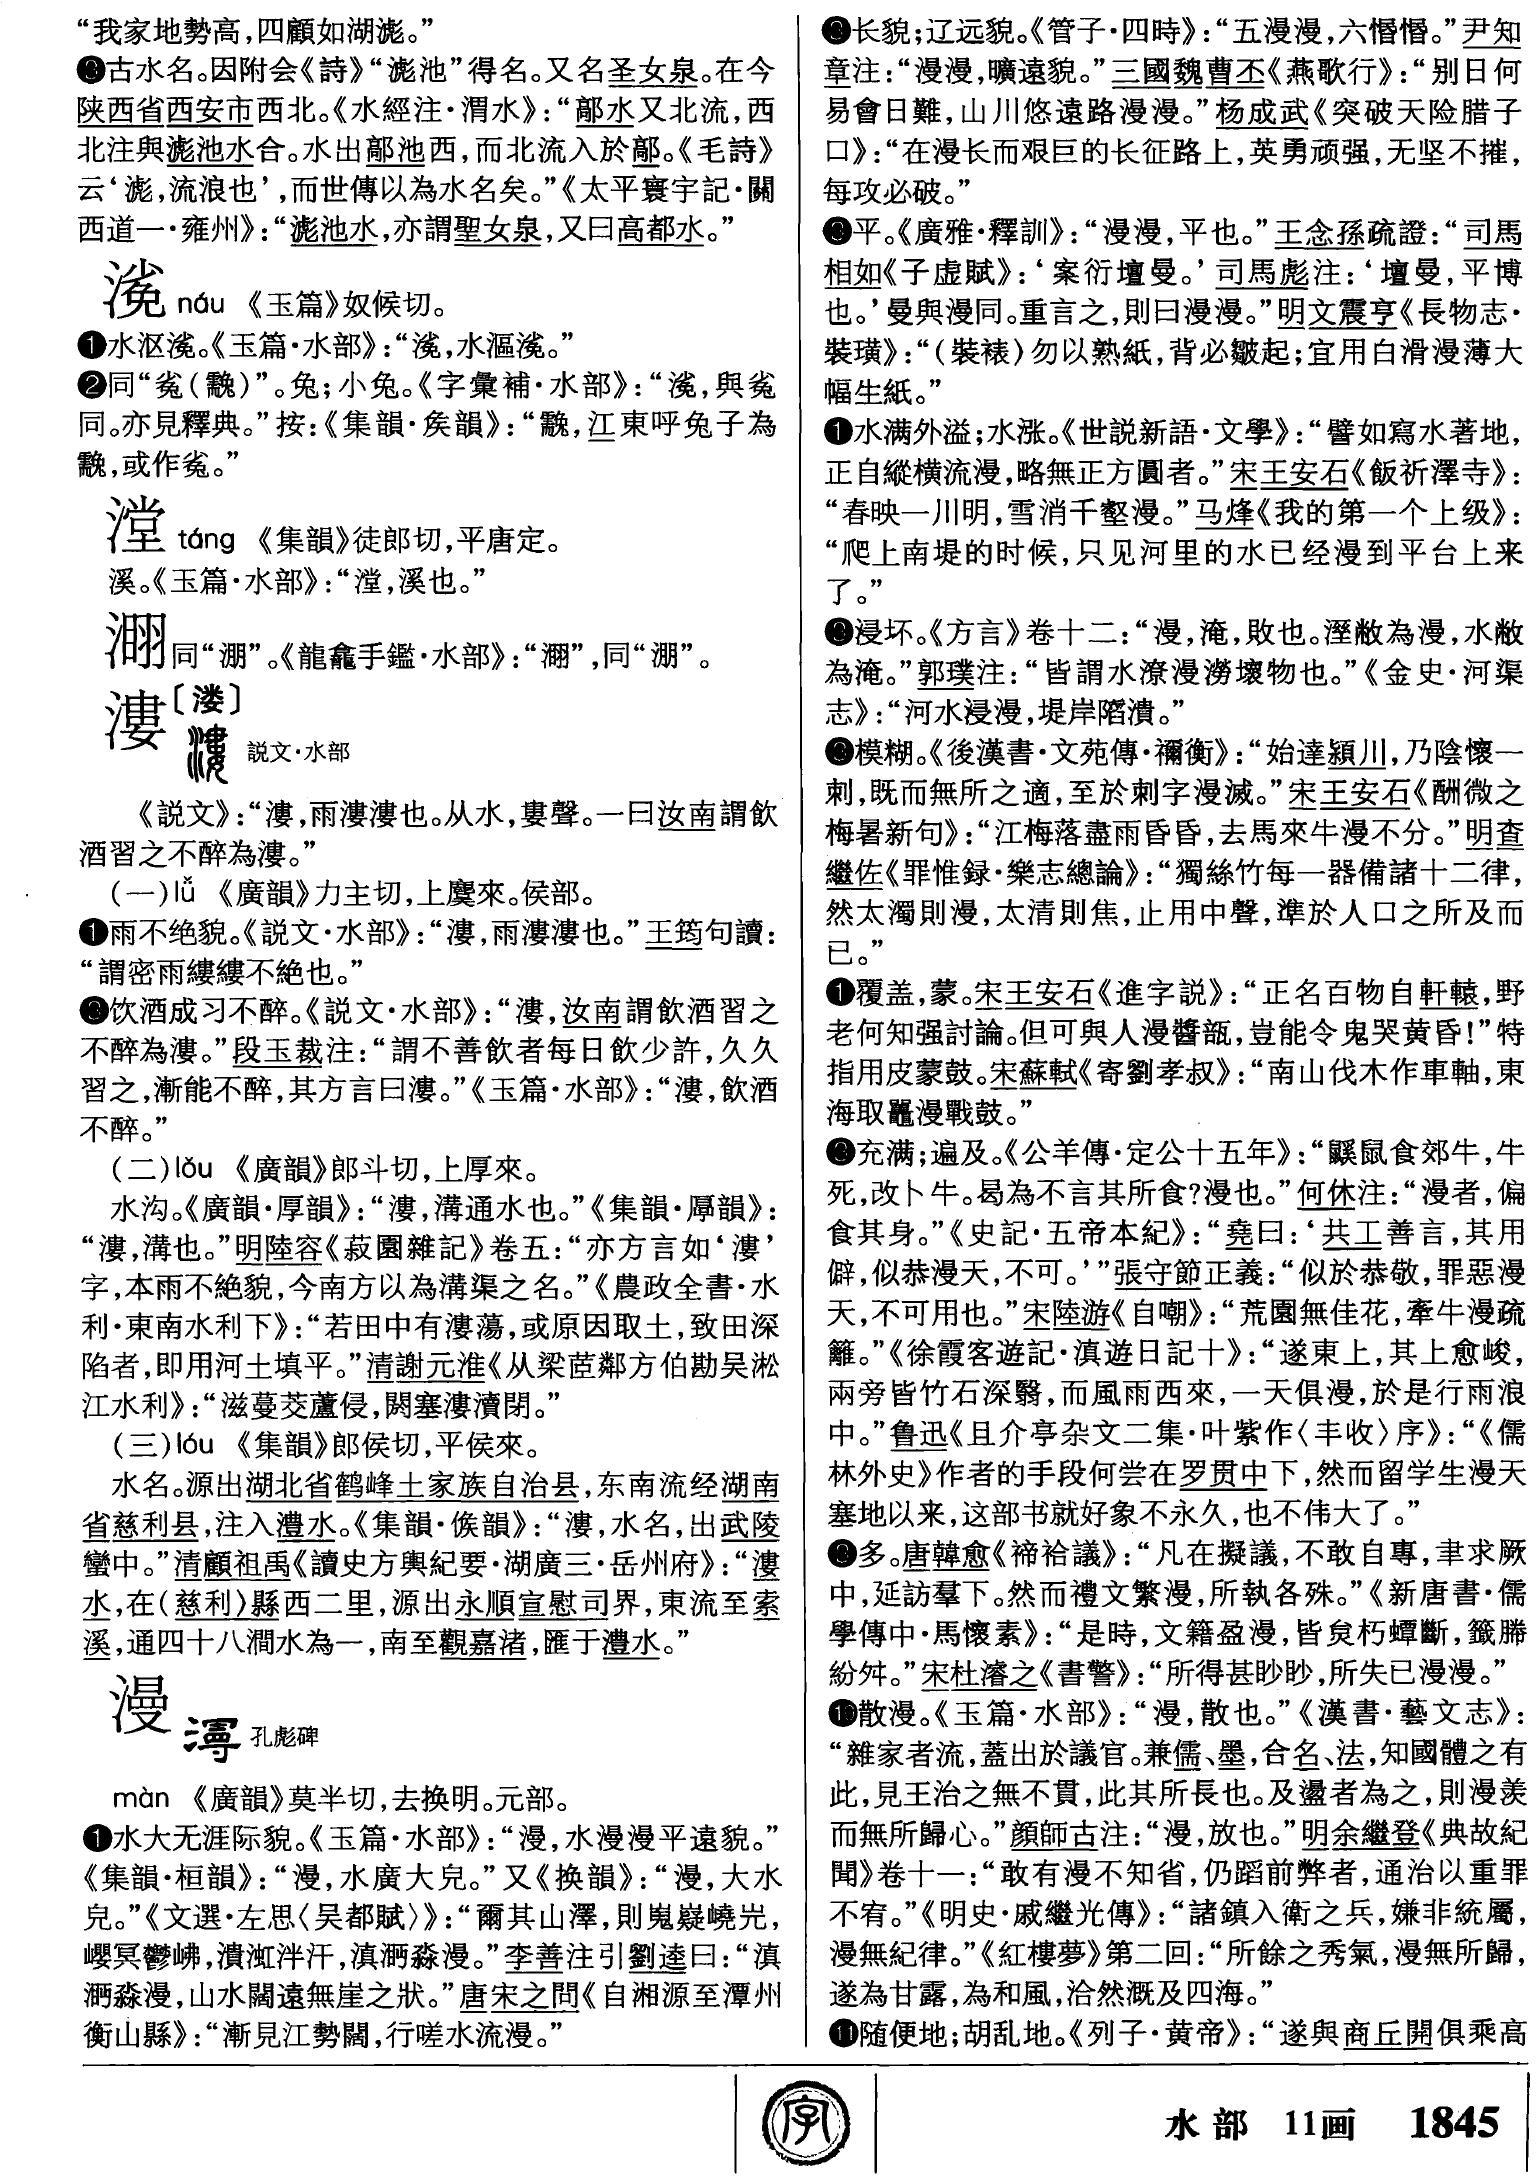 “我家地勢高，四顧如湖滮。”
❸古水名。因附会《詩》“滮池”得名。又名圣女泉。在今
陕西省西安市西北。《水經注·渭水》：“鄗水又北流，西
北注與滮池水合。水出鄗池西，而北流入於鄗。《毛詩》
云‘滮，流浪也’，而世傳以為水名矣。”《太平寰宇記·關
西道一·雍州》：“滮池水，亦謂聖女泉，又曰高都水。”
nóu 《玉篇》奴候切。
❶水沤。《玉篇·水部》：“，水漚。”
❷同“㲋（䨲）”。兔；小兔。《字彙補·水部》：“，與
同。亦見釋典。”按：《集韻·矦韻》：“，江東呼兔子為
，或作。”
漟 táng 《集韻》徒郎切，平唐定。
溪。《玉篇·水部》：“漟，溪也。”
同“淜”。《龍龕手鑑·水部》：“”，同“淜”。
漊〔溇〕
説文·水部
《説文》：“漊，雨漊漊也。从水，婁聲。一曰汝南謂飲
酒習之不醉為漊。”
（一）lǚ 《廣韻》力主切，上麌來。侯部。
❶雨不绝貌。《説文·水部》：“漊，雨漊漊也。”王筠句讀：
“謂密雨縷縷不絶也。”
❷饮酒成习不醉。《説文·水部》：“漊，汝南謂飲酒習之
不醉為漊。”段玉裁注：“謂不善飲者每日飲少許，久久
習之，漸能不醉，其方言曰漊。”《玉篇·水部》：“漊，飲酒
不醉。”
（二）lǒu 《廣韻》郎斗切，上厚來。
水沟。《廣韻·厚韻》：“漊，溝通水也。”《集韻·㫗韻》：
“漊，溝也。”明陸容《菽園雜記》卷五：“亦方言如‘漊’
字，本雨不絶貌，今南方以為溝渠之名。”《農政全書·水
利·東南水利下》：“若田中有漊蕩，或原因取土，致田深
陷者，即用河土填平。”清謝元淮《从梁茝鄰方伯勘吴淞
江水利》：“滋蔓茭蘆侵，閼塞漊瀆閉。”
（三）lóu 《集韻》郎侯切，平侯來。
水名。源出湖北省鹤峰土家族自治县，东南流经湖南
省慈利县，注入澧水。《集韻·矦韻》：“漊，水名，出武陵
蠻中。”清顧祖禹《讀史方輿紀要·湖廣三·岳州府》：“漊
水，在（慈利）縣西二里，源出永順宣慰司界，東流至索
溪，通四十八澗水為一，南至觀嘉渚，匯于澧水。”
漫
孔彪碑
màn 《廣韻》莫半切，去换明。元部。
❶水大无涯际貌。《玉篇·水部》：“漫，水漫漫平遠貌。”
《集韻·桓韻》：“漫，水廣大皃。”又《换韻》：“漫，大水
皃。”《文選·左思〈吴都賦〉》：“爾其山澤，則嵬嶷嶢屼，
巊冥鬱岪，潰渱泮汗，滇㴐淼漫。”李善注引劉逵曰：“滇
㴐淼漫，山水闊遠無崖之狀。”唐宋之問《自湘源至潭州
衡山縣》：“漸見江勢闊，行嗟水流漫。”
❷长貌；辽远貌。《管子·四時》：“五漫漫，六惽惽。”尹知
章注：“漫漫，曠遠貌。”三國魏曹丕《燕歌行》：“别日何
易會日難，山川悠遠路漫漫。”杨成武《突破天险腊子
口》：“在漫长而艰巨的长征路上，英勇顽强，无坚不摧，
每攻必破。”
❸平。《廣雅·釋訓》：“漫漫，平也。”王念孫疏證：“司馬
相如《子虚賦》：‘案衍壇曼。’司馬彪注：‘壇曼，平博
也。’曼與漫同。重言之，則曰漫漫。”明文震亨《長物志·
裝璜》：“（裝裱）勿以熟紙，背必皺起；宜用白滑漫薄大
幅生紙。”
❹水满外溢；水涨。《世説新語·文學》：“譬如寫水著地，
正自縱横流漫，略無正方圓者。”宋王安石《飯祈澤寺》：
“春映一川明，雪消千壑漫。”马烽《我的第一个上级》：
“爬上南堤的时候，只见河里的水已经漫到平台上来
了。”
❺浸坏。《方言》卷十二：“漫，淹，敗也。溼敝為漫，水敝
為淹。”郭璞注：“皆謂水潦漫澇壞物也。”《金史·河渠
志》：“河水浸漫，堤岸陷潰。”
❻模糊。《後漢書·文苑傳·禰衡》：“始達潁川，乃陰懷一
刺，既而無所之適，至於刺字漫滅。”宋王安石《酬微之
梅暑新句》：“江梅落盡雨昏昏，去馬來牛漫不分。”明查
繼佐《罪惟録·樂志總論》：“獨絲竹每一器備諸十二律，
然太濁則漫，太清則焦，止用中聲，準於人口之所及而
已。”
❼覆盖，蒙。宋王安石《進字説》：“正名百物自軒轅，野
老何知强討論。但可與人漫醬瓿，豈能令鬼哭黄昏！”特
指用皮蒙鼓。宋蘇軾《寄劉孝叔》：“南山伐木作車軸，東
海取鼉漫戰鼓。”
❽充满；遍及。《公羊傳·定公十五年》：“鼷鼠食郊牛，牛
死，改卜牛。曷為不言其所食？漫也。”何休注：“漫者，偏
食其身。”《史記·五帝本紀》：“堯曰：‘共工善言，其用
僻，似恭漫天，不可。’”張守節正義：“似於恭敬，罪惡漫
天，不可用也。”宋陸游《自嘲》：“荒園無佳花，牽牛漫疏
籬。”《徐霞客遊記·滇遊日記十》：“遂東上，其上愈峻，
兩旁皆竹石深翳，而風雨西來，一天俱漫，於是行雨浪
中。”鲁迅《且介亭杂文二集·叶紫作〈丰收〉序》：“《儒
林外史》作者的手段何尝在罗贯中下，然而留学生漫天
塞地以来，这部书就好象不永久，也不伟大了。”
❾多。唐韓愈《禘祫議》：“凡在擬議，不敢自專，聿求厥
中，延訪羣下。然而禮文繁漫，所執各殊。”《新唐書·儒
學傳中·馬懷素》：“是時，文籍盈漫，皆炱朽蟫斷，籤幐
紛舛。”宋杜濬之《書警》：“所得甚眇眇，所失已漫漫。”
❿散漫。《玉篇·水部》：“漫，散也。”《漢書·藝文志》：
“雜家者流，蓋出於議官。兼儒、墨，合名、法，知國體之有
此，見王治之無不貫，此其所長也。及盪者為之，則漫羡
而無所歸心。”顔師古注：“漫，放也。”明余繼登《典故紀
聞》卷十一：“敢有漫不知省，仍蹈前弊者，通治以重罪
不宥。”《明史·戚繼光傳》：“諸鎮入衛之兵，嫌非統屬，
漫無紀律。”《紅樓夢》第二回：“所餘之秀氣，漫無所歸，
遂為甘露，為和風，洽然溉及四海。”
⓫随便地；胡乱地。《列子·黄帝》：“遂與商丘開俱乘高
字
水部 11画 1845